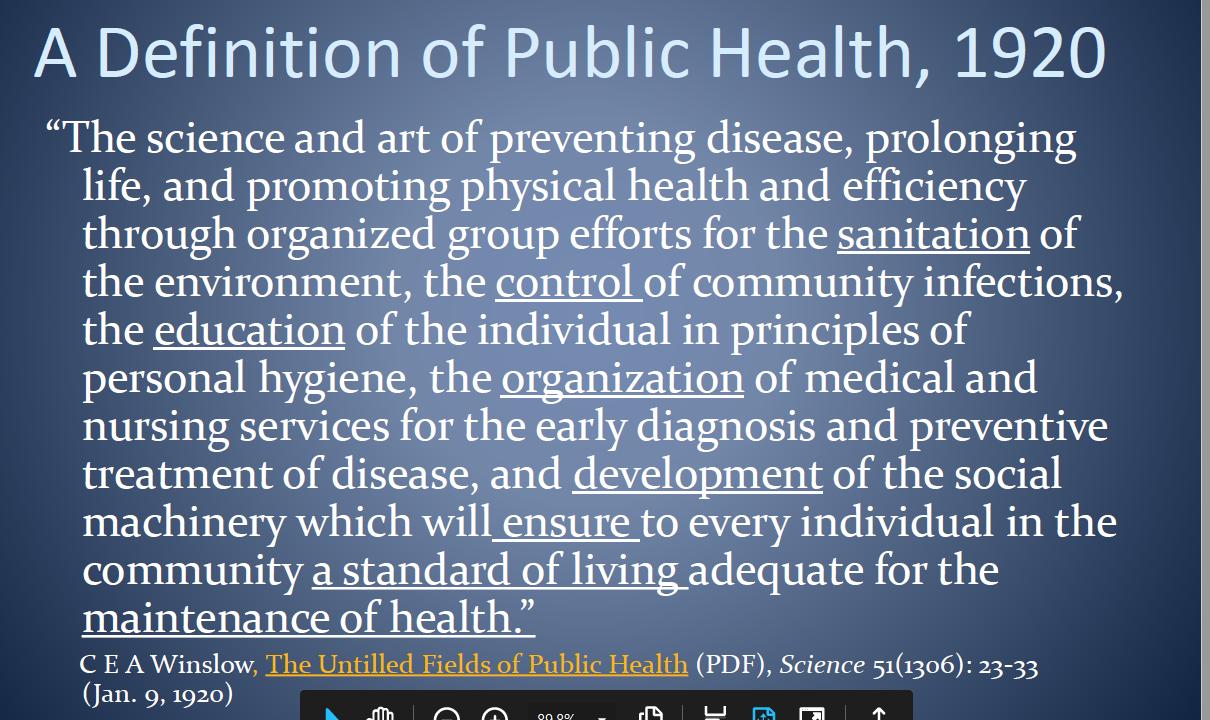 A Definition of Public Health, 1920
“The science and art of preventing disease, prolonging
life, and promoting physical health and efficiency
through organized group efforts for the sanitation of
the environment, the control of community infections,
the education of the individual in principles of
personal hygiene, the organization of medical and
nursing services for the early diagnosis and preventive
treatment of disease, and development of the social
machinery which will ensure to every individual in the
community a standard of living adequate for the
maintenance of health.”
C E A Winslow, The Untilled Fields of Public Health (PDF), Science 51(1306): 23-33
(Jan. 9, 1920)